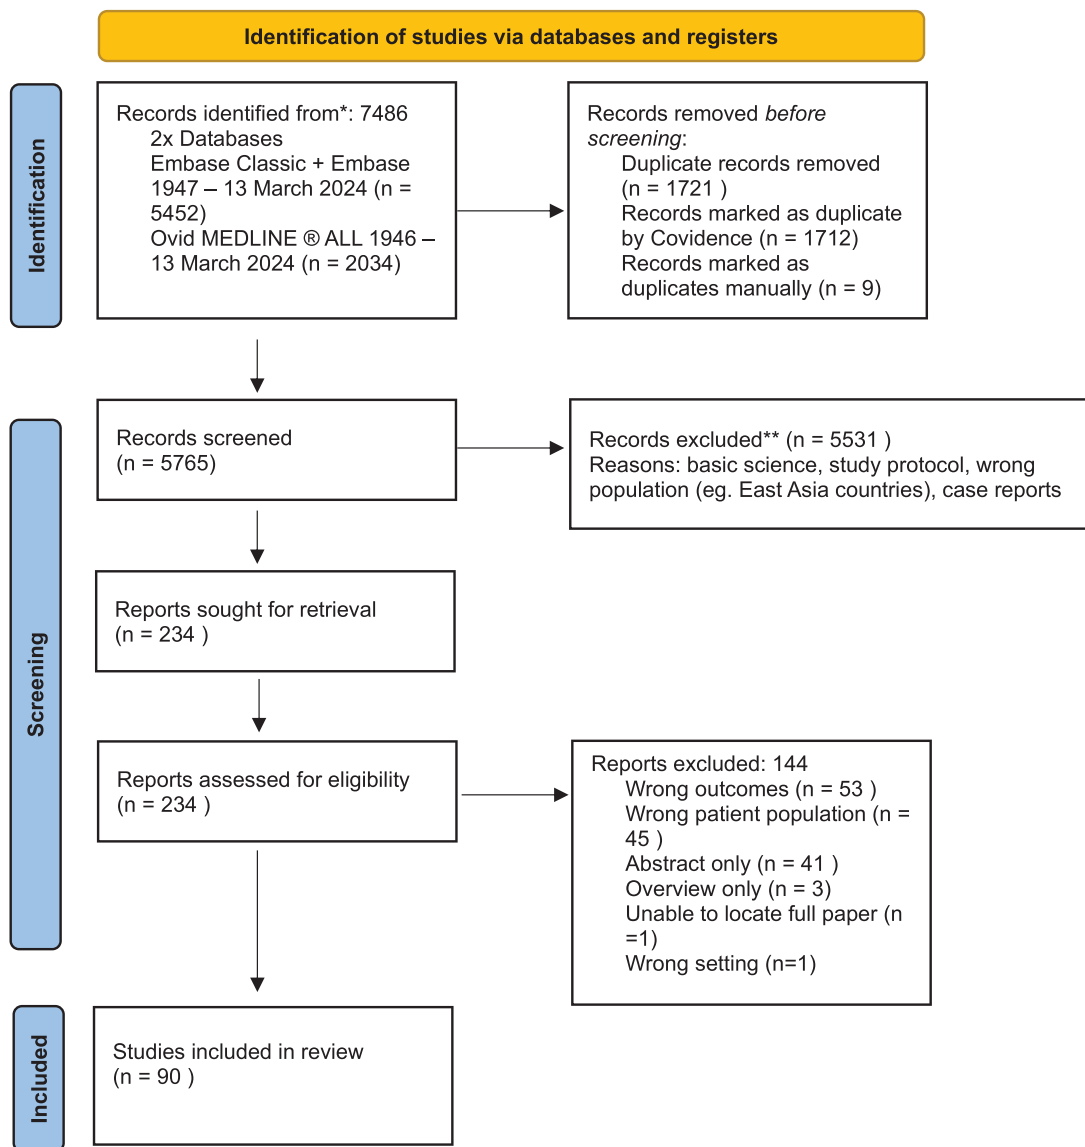 Identification of studies via databases and registers
Identification
Records identified from*: 7486
2x Databases
Embase Classic + Embase
1947 – 13 March 2024 (n =
5452)
Ovid MEDLINE ® ALL 1946 –
13 March 2024 (n = 2034)
Records removed before
screening:
Duplicate records removed
(n = 1721 )
Records marked as duplicate
by Covidence (n = 1712)
Records marked as
duplicates manually (n = 9)
Screening
Records screened
(n = 5765)
Records excluded** (n = 5531 )
Reasons: basic science, study protocol, wrong
population (eg. East Asia countries), case reports
Reports sought for retrieval
(n = 234 )
Reports assessed for eligibility
(n = 234 )
Reports excluded: 144
Wrong outcomes (n = 53 )
Wrong patient population (n =
45 )
Abstract only (n = 41 )
Overview only (n = 3)
Unable to locate full paper (n
=1)
Wrong setting (n=1)
Included
Studies included in review
(n = 90 )